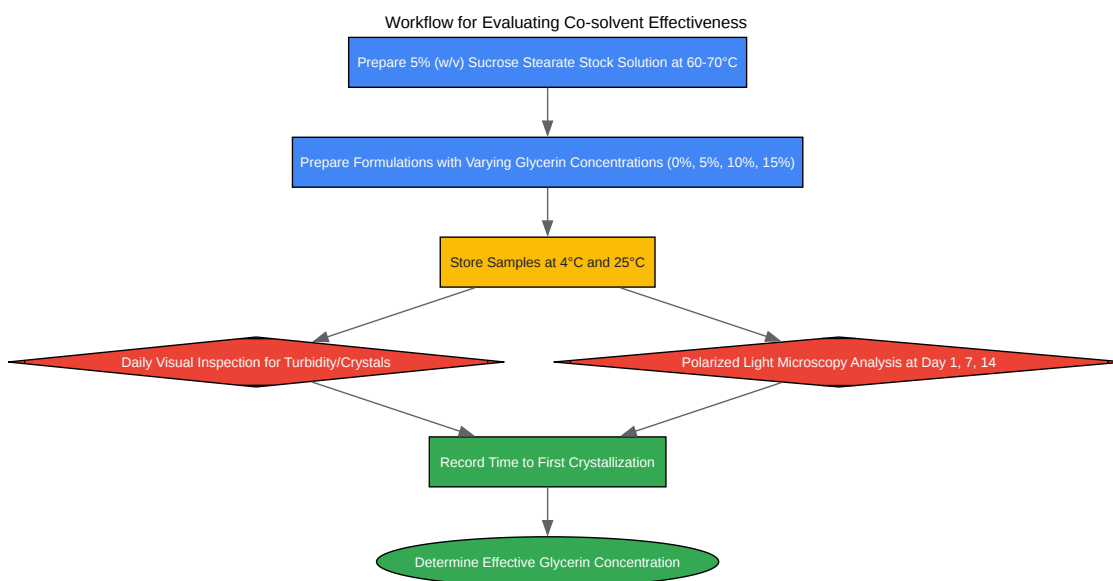 Workflow for Evaluating Co-solvent Effectiveness
Prepare 5% (w/v) Sucrose Stearate Stock Solution at 60-70°C
Prepare Formulations with Varying Glycerin Concentrations (0%, 5%, 10%, 15%)
Store Samples at 4°C and 25°C
Daily Visual Inspection for Turbidity/Crystals
Polarized Light Microscopy Analysis at Day 1, 7, 14
Record Time to First Crystallization
Determine Effective Glycerin Concentration